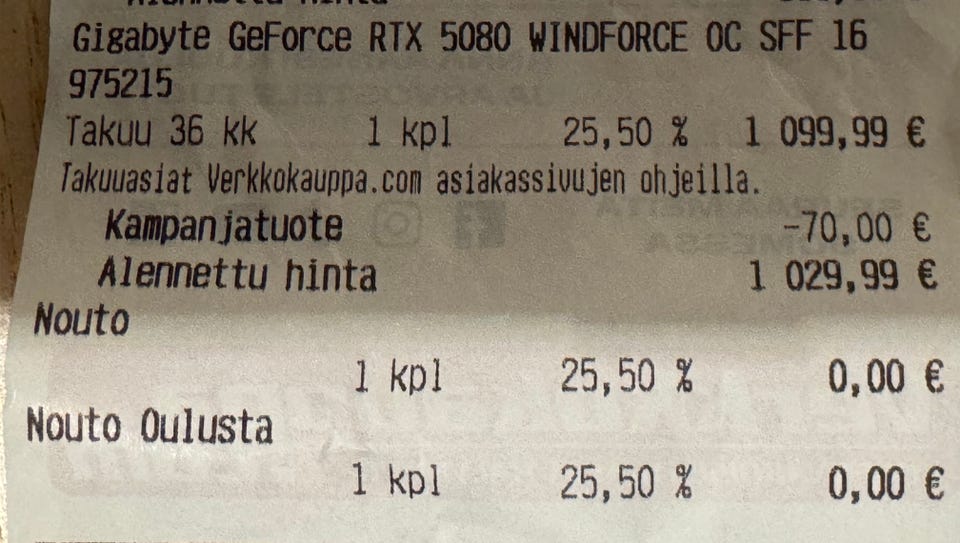 Alennettu hinta
Gigabyte GeForce RTX 5080 WINDFORCE OC SFF 16
975215
Takuu 36 kk 1 kpl 25,50 % 1 099,99 €
Takuuasiat Verkkokauppa.com asiakassivujen ohjeilla.
Kampanjatuote -70,00 €
Alennettu hinta 1 029,99 €
Nouto
1 kpl 25,50 % 0,00 €
Nouto Oulusta
1 kpl 25,50 % 0,00 €